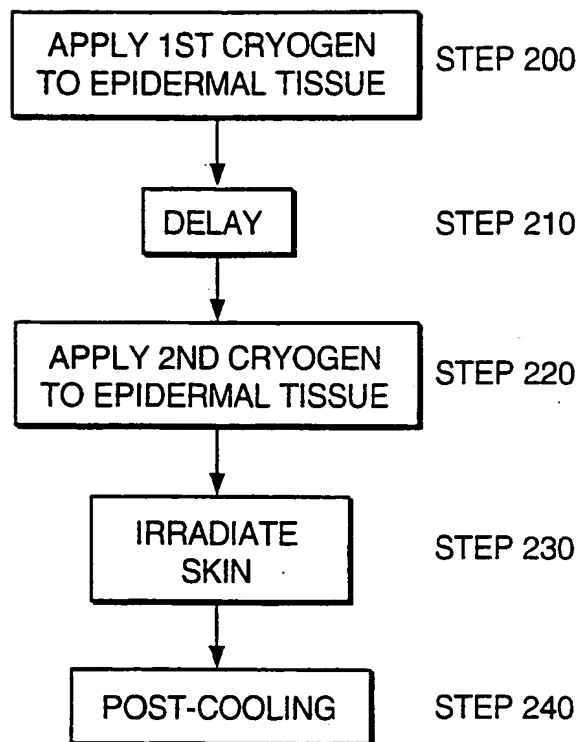 APPLY 1ST CRYOGEN
TO EPIDERMAL TISSUE
STEP 200
DELAY
STEP 210
APPLY 2ND CRYOGEN
TO EPIDERMAL TISSUE
STEP 220
IRRADIATE
SKIN
STEP 230
POST-COOLING
STEP 240